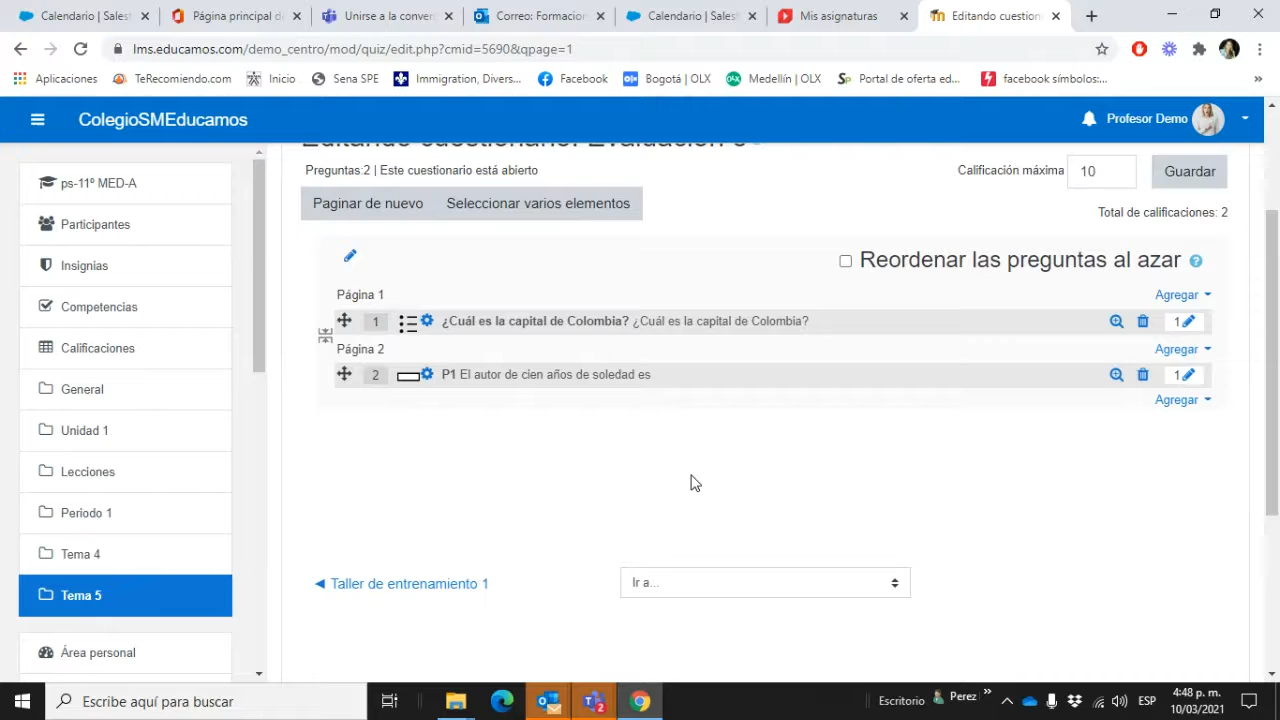 Calendario | Salesf
Página principal d
Unirse a la conver
Correo: Formacion
Calendario | Salesf
Mis asignaturas
Editando cuestion
lms.educamos.com/demo_centro/mod/quiz/edit.php?cmid=5690&qpage=1
Aplicaciones
TeRecomiendo.com
Inicio
Sena SPE
Immigration, Divers...
Facebook
Bogotá | OLX
Medellín | OLX
Portal de oferta ed...
facebook símbolos:...
»
ColegioSMEducamos
Profesor Demo
Preguntas:2 | Este cuestionario está abierto
Calificación máxima
10
Guardar
Paginar de nuevo
Seleccionar varios elementos
Total de calificaciones: 2
Reordenar las preguntas al azar
Página 1
Agregar
1
¿Cuál es la capital de Colombia? ¿Cuál es la capital de Colombia?
1
Página 2
Agregar
2
P1 El autor de cien años de soledad es
1
Agregar
◄ Taller de entrenamiento 1
Ir a...
ps-11º MED-A
Participantes
Insignias
Competencias
Calificaciones
General
Unidad 1
Lecciones
Periodo 1
Tema 4
Tema 5
Área personal
Escribe aquí para buscar
Escritorio
Perez
»
ESP
4:48 p. m.
10/03/2021